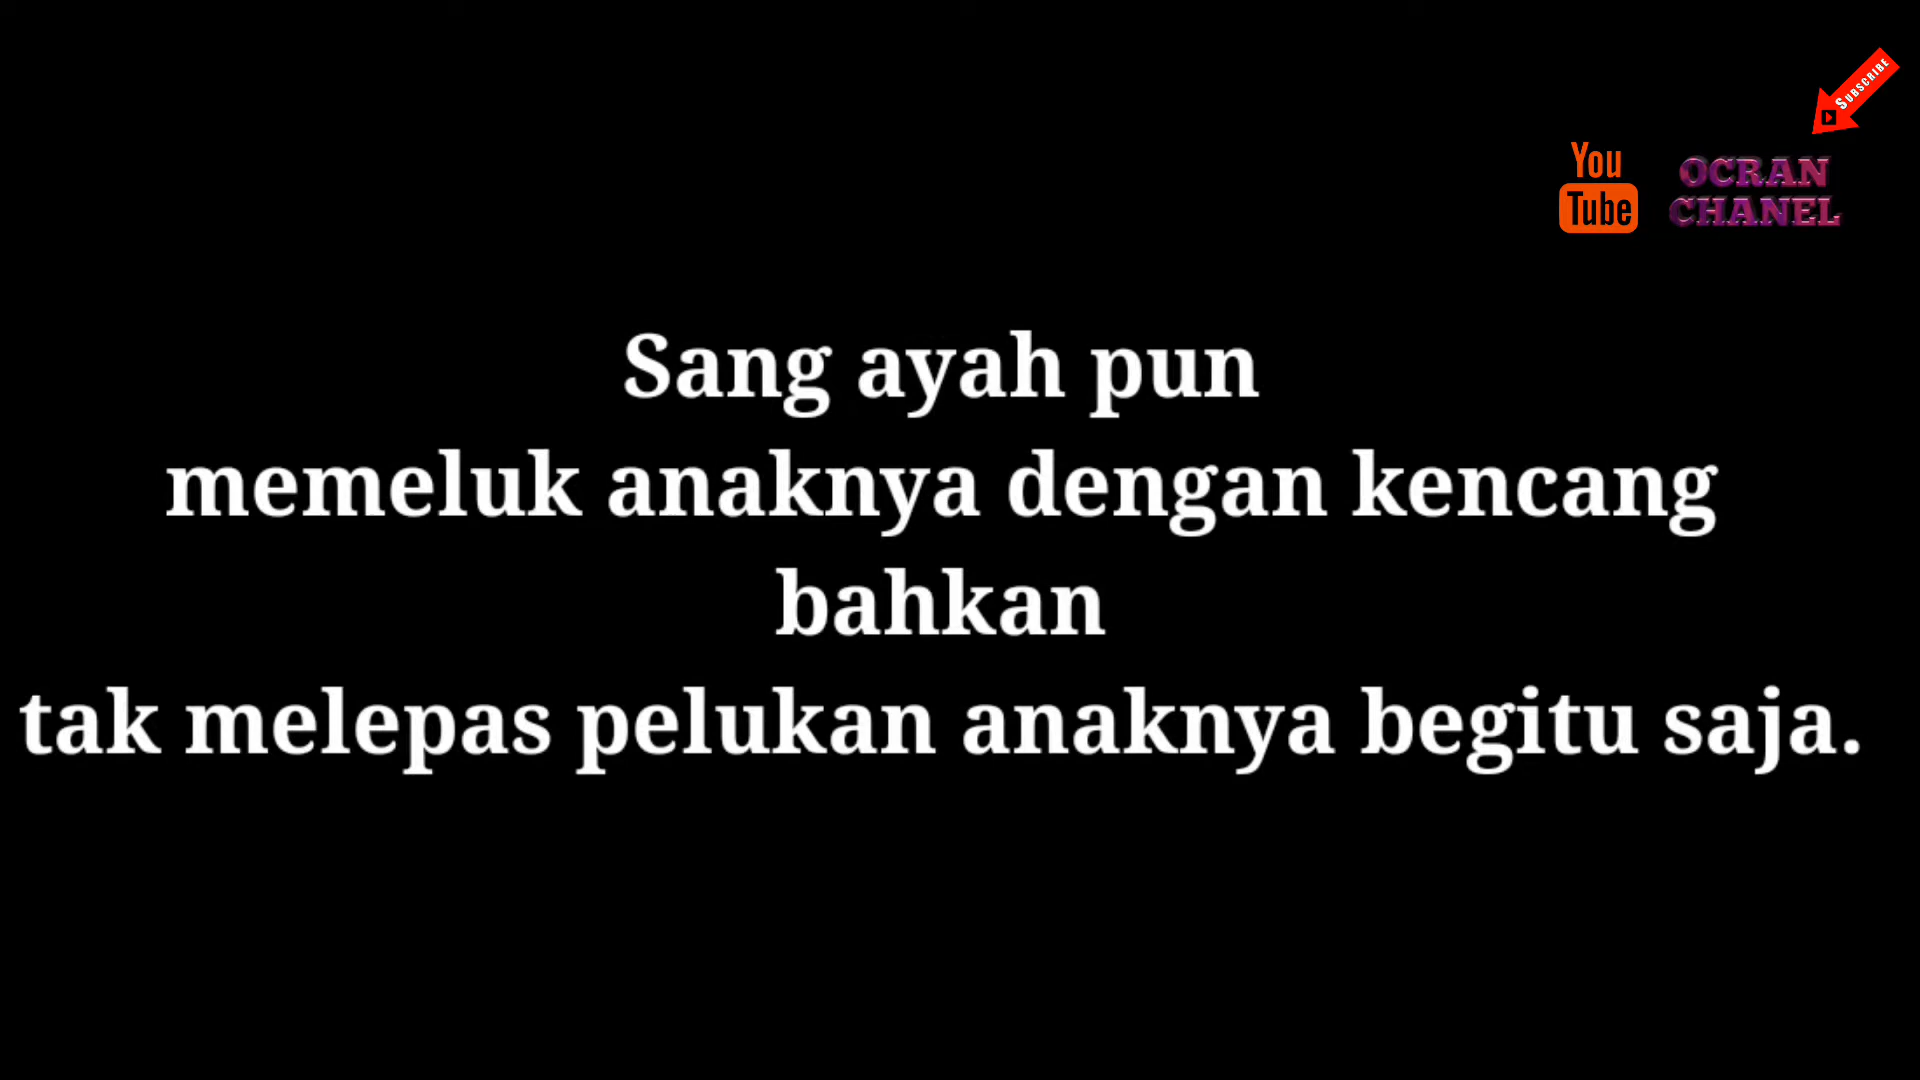 SUBSCRIBE
You
Tube
OCRAN
CHANEL
Sang ayah pun
memeluk anaknya dengan kencang
bahkan
tak melepas pelukan anaknya begitu saja.